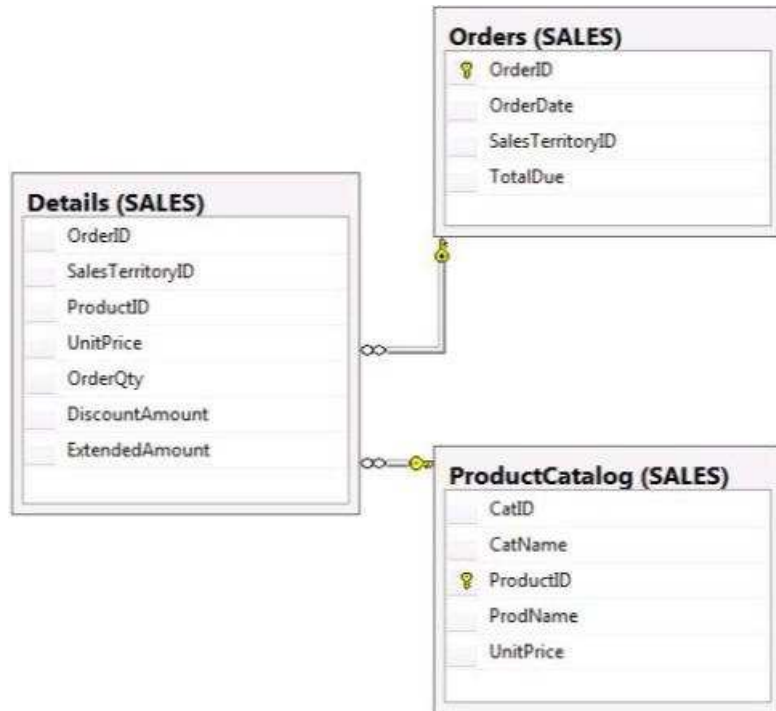 Orders (SALES)
OrderID
OrderDate
SalesTerritoryID
TotalDue
Details (SALES)
OrderID
SalesTerritoryID
ProductID
UnitPrice
OrderQty
DiscountAmount
ExtendedAmount
ProductCatalog (SALES)
CatID
CatName
ProductID
ProdName
UnitPrice